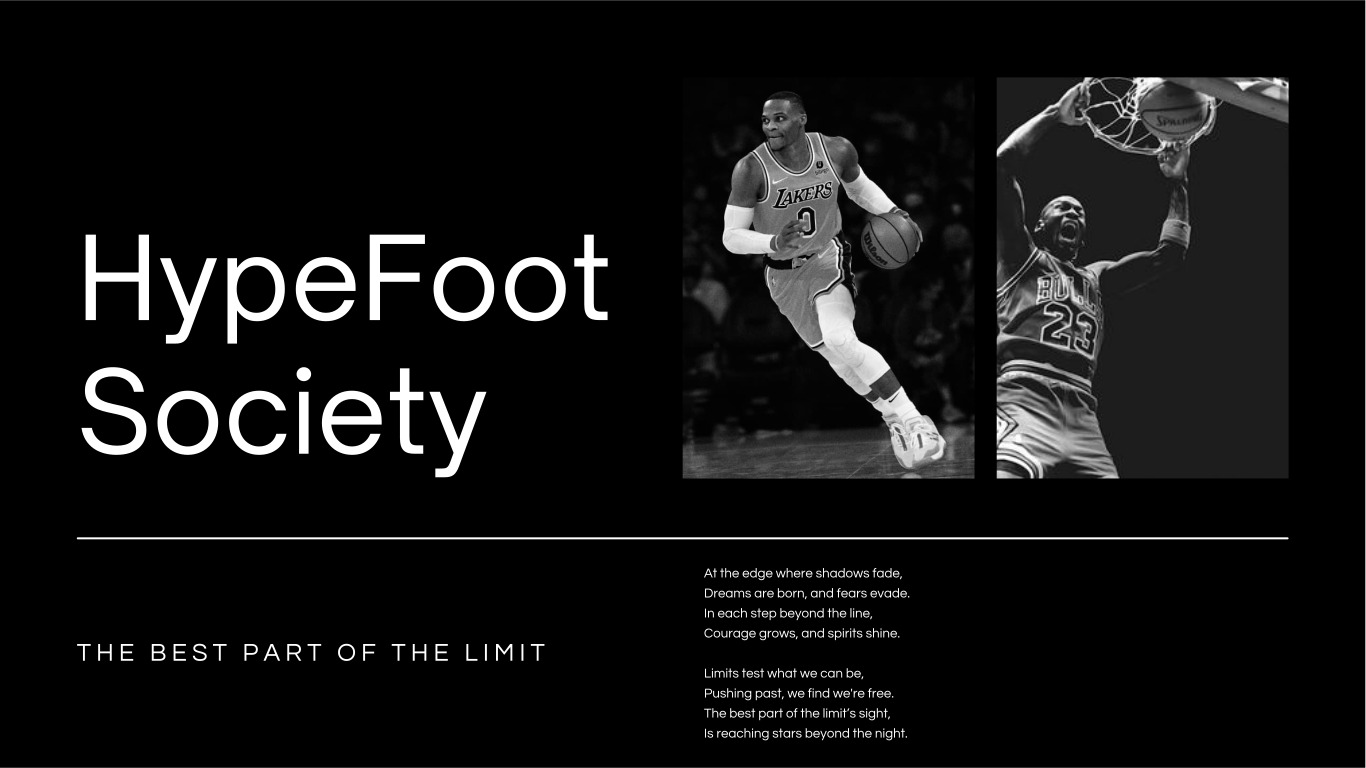 HypeFoot
Society
LAKERS
0
Wilson
SPALDING
BULLS
23
THE BEST PART OF THE LIMIT
At the edge where shadows fade,
Dreams are born, and fears evade.
In each step beyond the line,
Courage grows, and spirits shine.
Limits test what we can be,
Pushing past, we find we're free.
The best part of the limit’s sight,
Is reaching stars beyond the night.